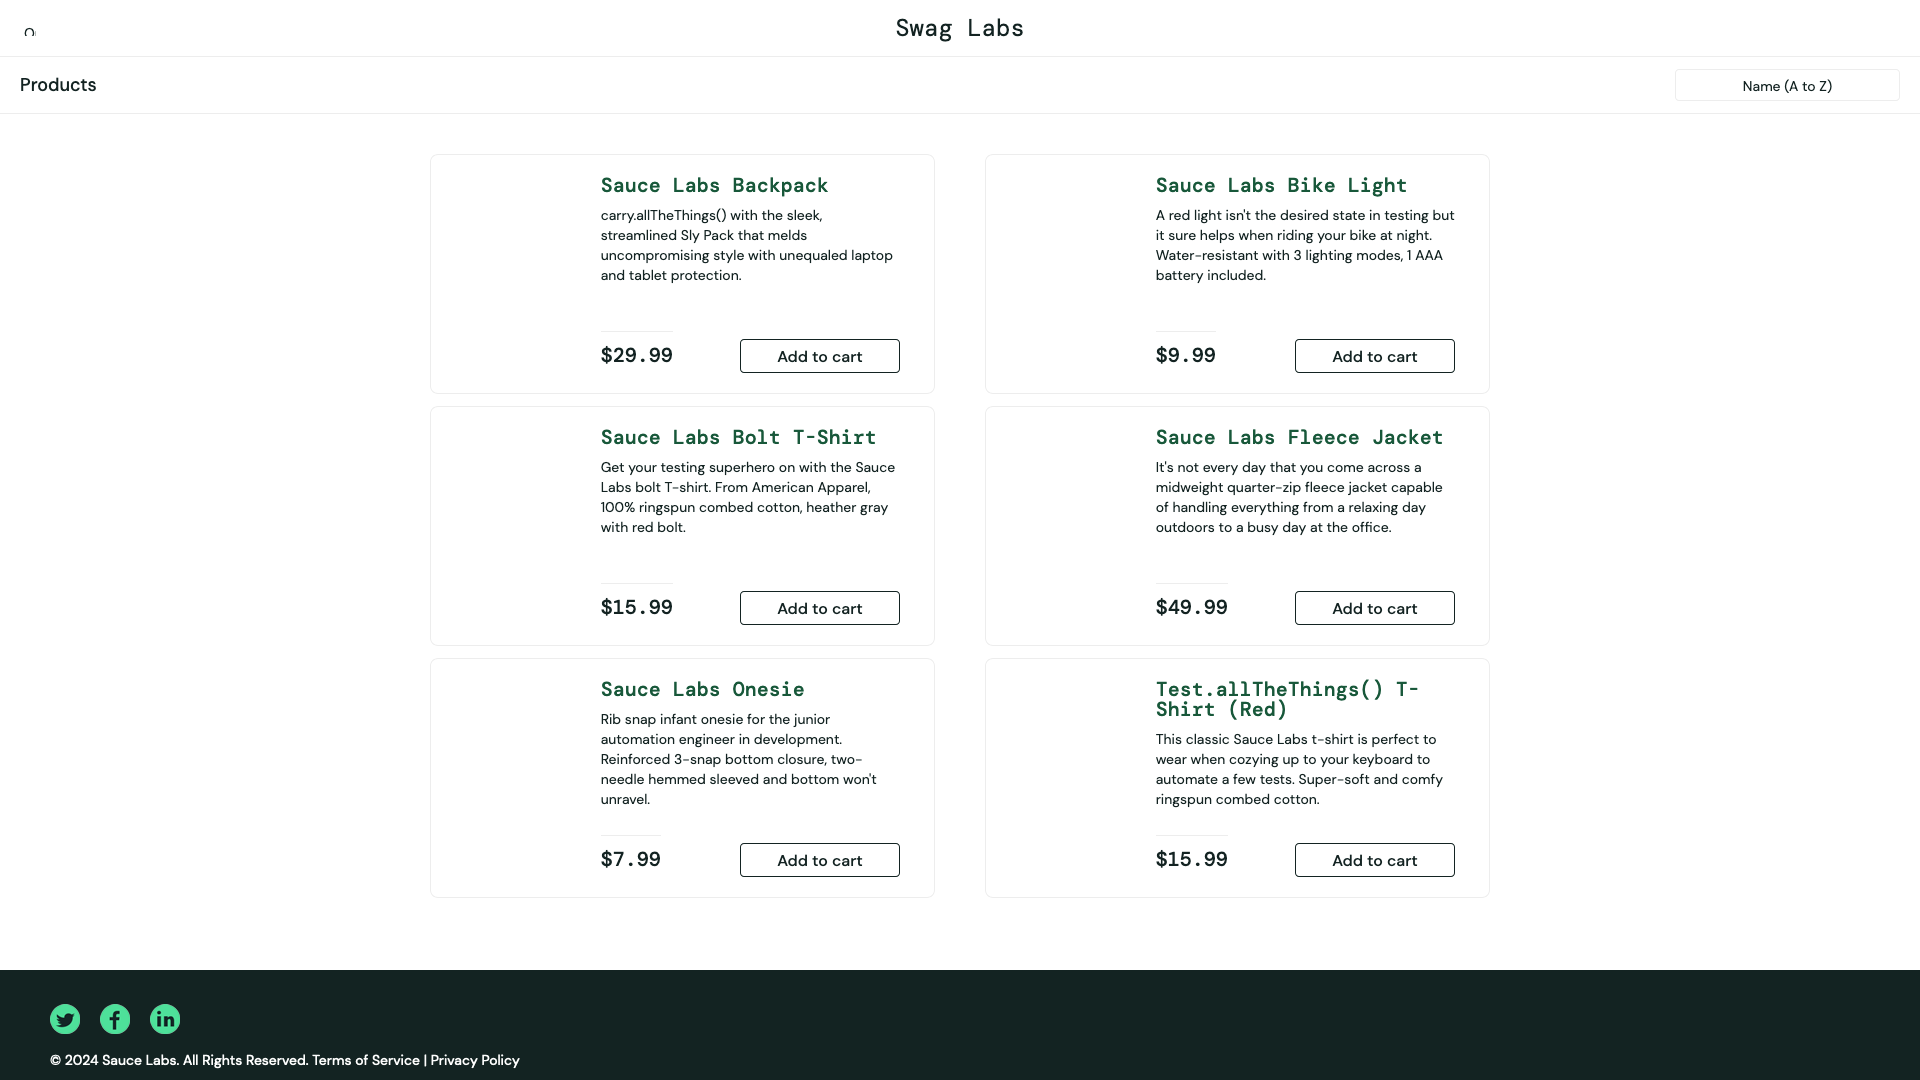 Swag Labs
Products
Name (A to Z)
Sauce Labs Backpack
carry.allTheThings() with the sleek,
streamlined Sly Pack that melds
uncompromising style with unequaled laptop
and tablet protection.
$29.99
Add to cart
Sauce Labs Bike Light
A red light isn't the desired state in testing but
it sure helps when riding your bike at night.
Water-resistant with 3 lighting modes, 1 AAA
battery included.
$9.99
Add to cart
Sauce Labs Bolt T-Shirt
Get your testing superhero on with the Sauce
Labs bolt T-shirt. From American Apparel,
100% ringspun combed cotton, heather gray
with red bolt.
$15.99
Add to cart
Sauce Labs Fleece Jacket
It's not every day that you come across a
midweight quarter-zip fleece jacket capable
of handling everything from a relaxing day
outdoors to a busy day at the office.
$49.99
Add to cart
Sauce Labs Onesie
Rib snap infant onesie for the junior
automation engineer in development.
Reinforced 3-snap bottom closure, two-
needle hemmed sleeved and bottom won't
unravel.
$7.99
Add to cart
Test.allTheThings() T-
Shirt (Red)
This classic Sauce Labs t-shirt is perfect to
wear when cozying up to your keyboard to
automate a few tests. Super-soft and comfy
ringspun combed cotton.
$15.99
Add to cart
© 2024 Sauce Labs. All Rights Reserved. Terms of Service | Privacy Policy